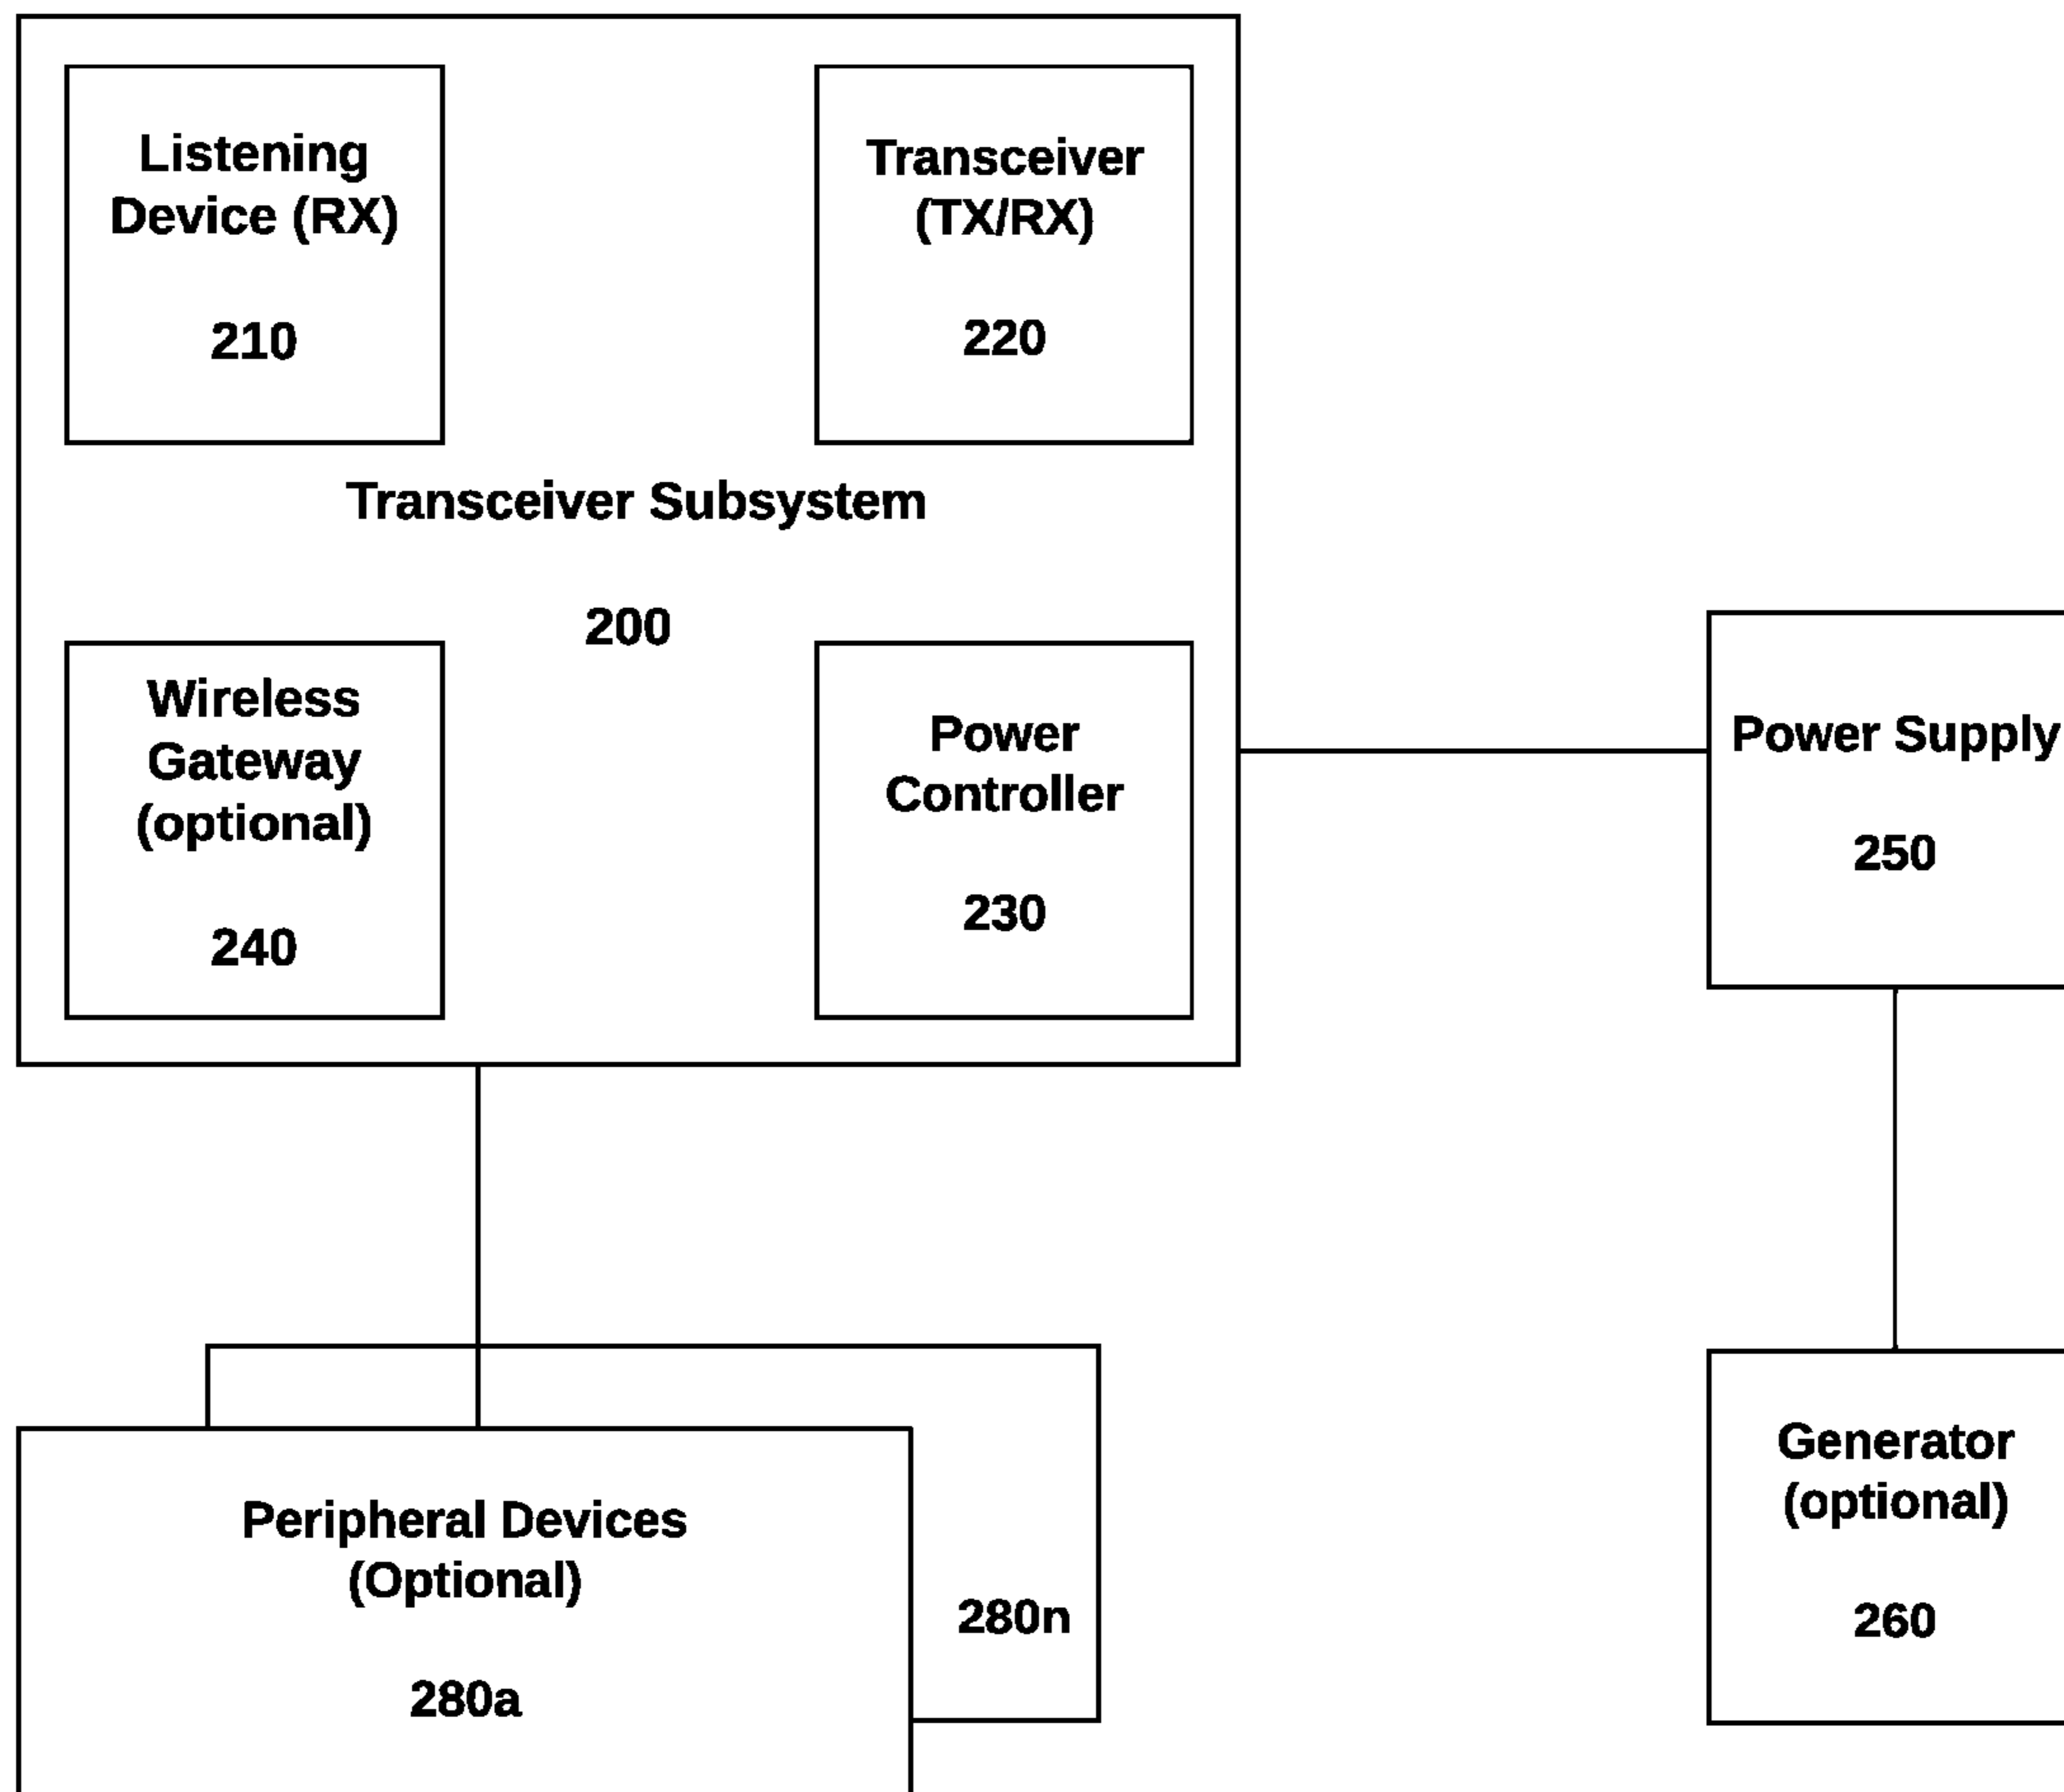 Listening
Device (RX)
210
Transceiver
(TX/RX)
220
Transceiver Subsystem
200
Wireless
Gateway
(optional)
240
Power
Controller
230
Power Supply
250
Peripheral Devices
(Optional)
280a
280n
Generator
(optional)
260